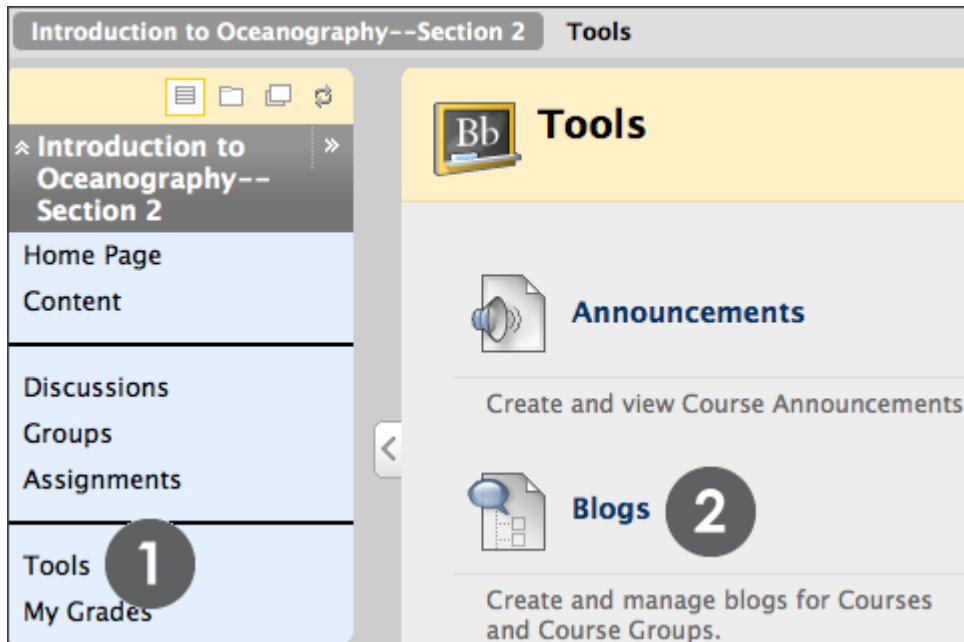 Introduction to Oceanography--Section 2 Tools
Introduction to
Oceanography--
Section 2
Home Page
Content
Discussions
Groups
Assignments
Tools 1
My Grades
Bb Tools
Announcements
Create and view Course Announcements
Blogs 2
Create and manage blogs for Courses
and Course Groups.